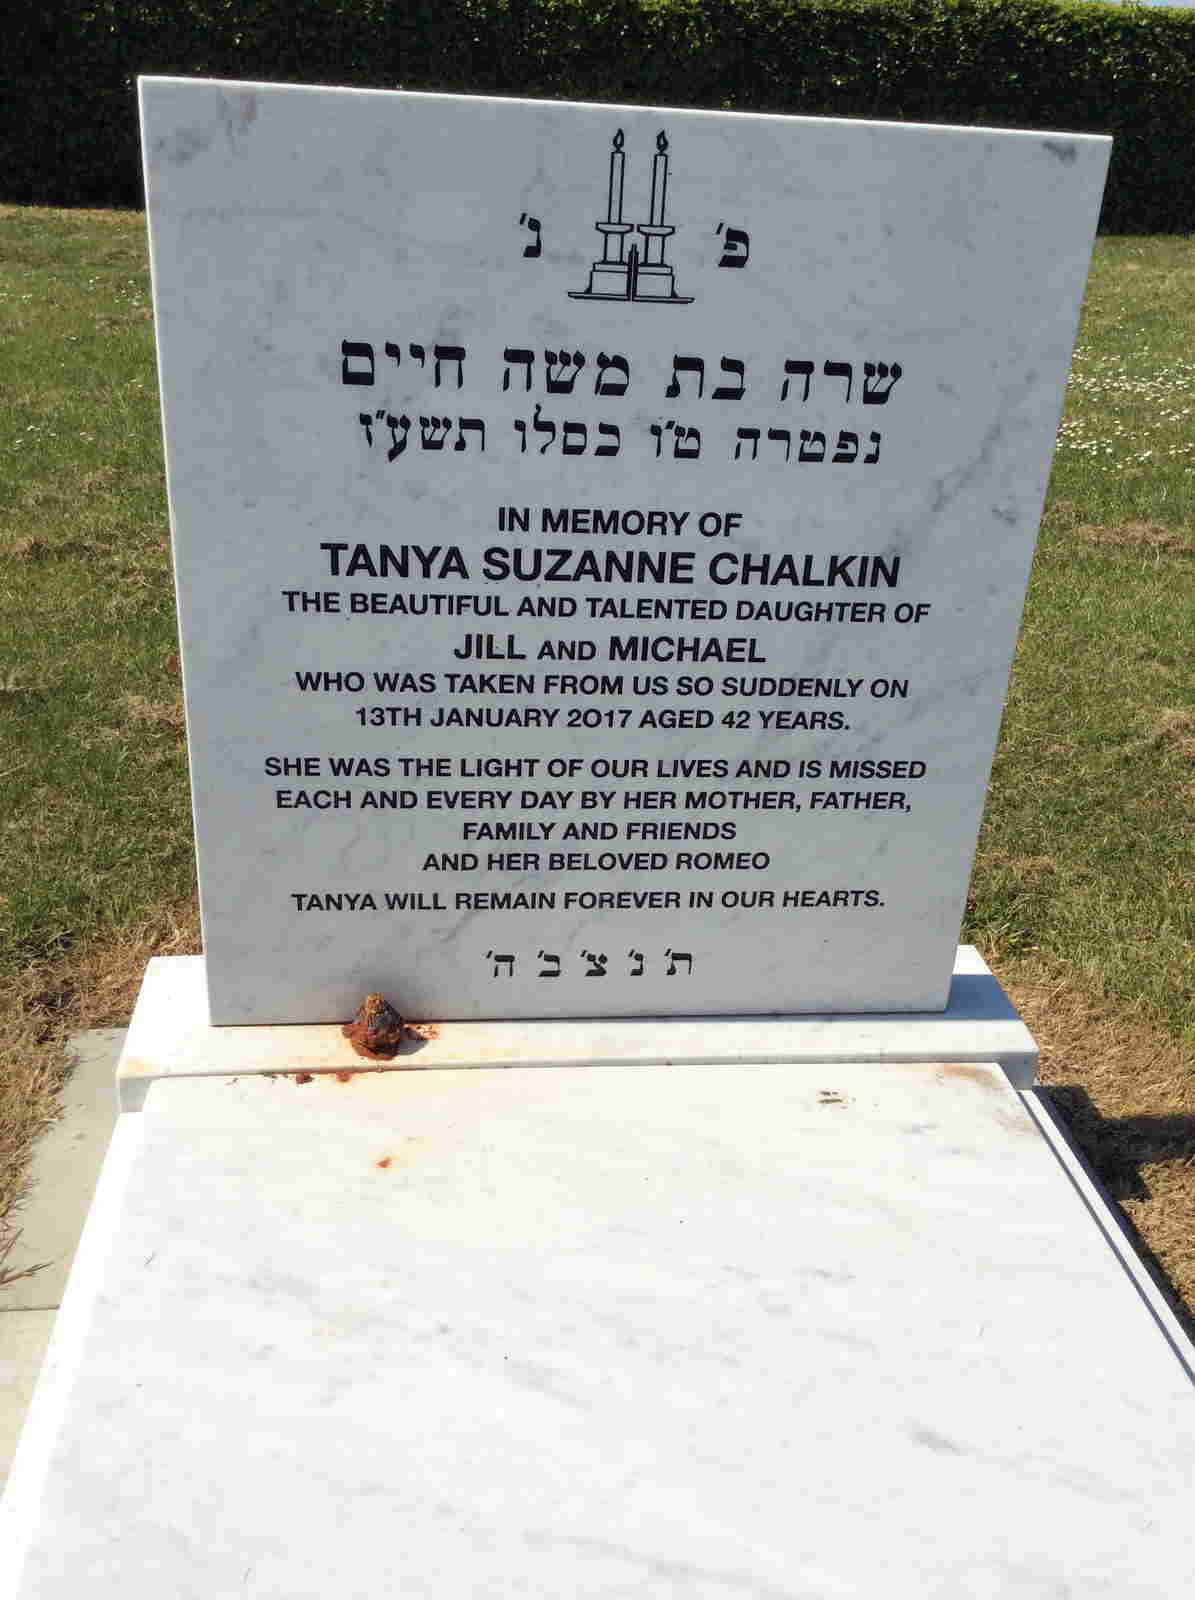 פ' נ'
שרה בת משה חיים
נפטרה ט"ו כסלו תשע"ז
IN MEMORY OF
TANYA SUZANNE CHALKIN
THE BEAUTIFUL AND TALENTED DAUGHTER OF
JILL AND MICHAEL
WHO WAS TAKEN FROM US SO SUDDENLY ON
13TH JANUARY 2017 AGED 42 YEARS.
SHE WAS THE LIGHT OF OUR LIVES AND IS MISSED
EACH AND EVERY DAY BY HER MOTHER, FATHER,
FAMILY AND FRIENDS
AND HER BELOVED ROMEO
TANYA WILL REMAIN FOREVER IN OUR HEARTS.
ת' נ' צ' ב' ה'